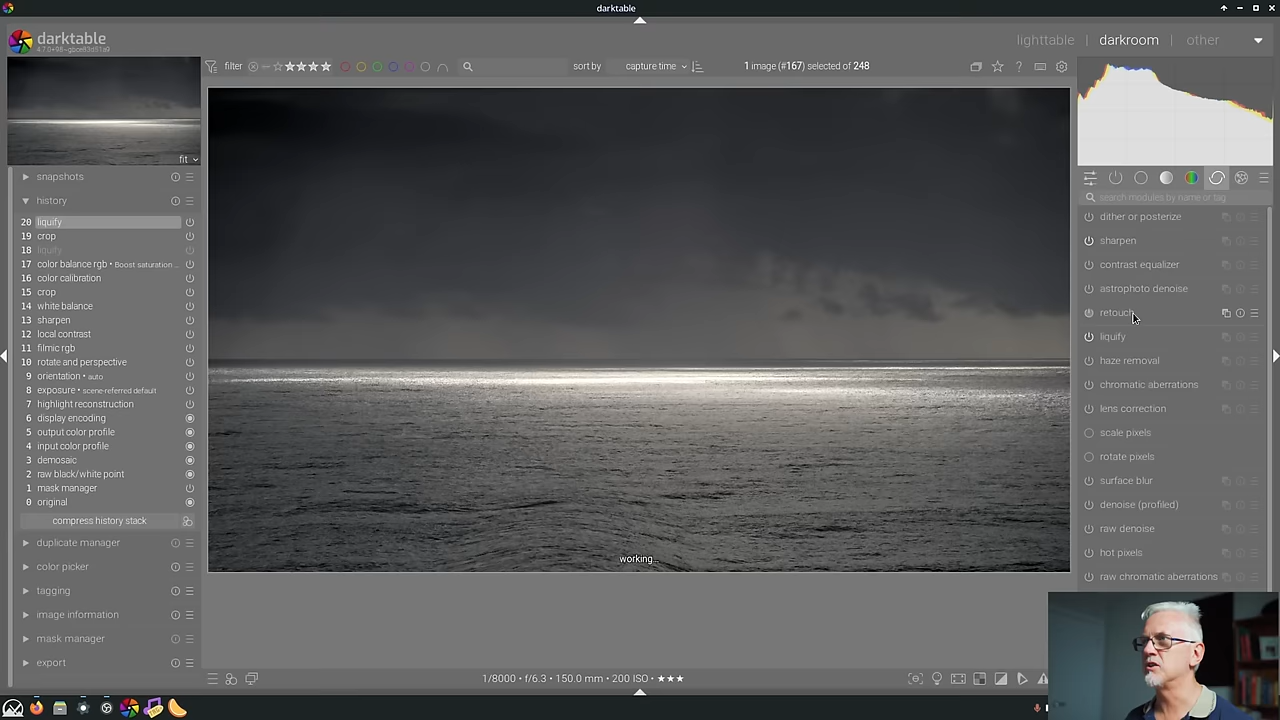 darktable
darktable
lighttable | darkroom | other
filter
sort by capture time
1 image (#167) selected of 248
fit
snapshots
history
20 liquify
19 crop
18 liquify
17 color balance rgb • Boost saturation ...
16 color calibration
15 crop
14 white balance
13 sharpen
12 local contrast
11 filmic rgb
10 rotate and perspective
9 orientation • auto
8 exposure • scene-referred default
7 highlight reconstruction
6 display encoding
5 output color profile
4 input color profile
3 demosaic
2 raw black/white point
1 mask manager
0 original
compress history stack
duplicate manager
color picker
tagging
image information
mask manager
export
working...
1/8000 • f/6.3 • 150.0 mm • 200 ISO • ★★★
search modules by name or tag
dither or posterize
sharpen
contrast equalizer
astrophoto denoise
retouch
liquify
haze removal
chromatic aberrations
lens correction
scale pixels
rotate pixels
surface blur
denoise (profiled)
raw denoise
hot pixels
raw chromatic aberrations